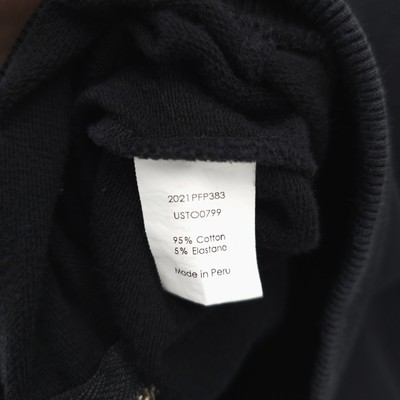 2021PFP383
USTO0799
95% Cotton
5% Elastane
Made in Peru